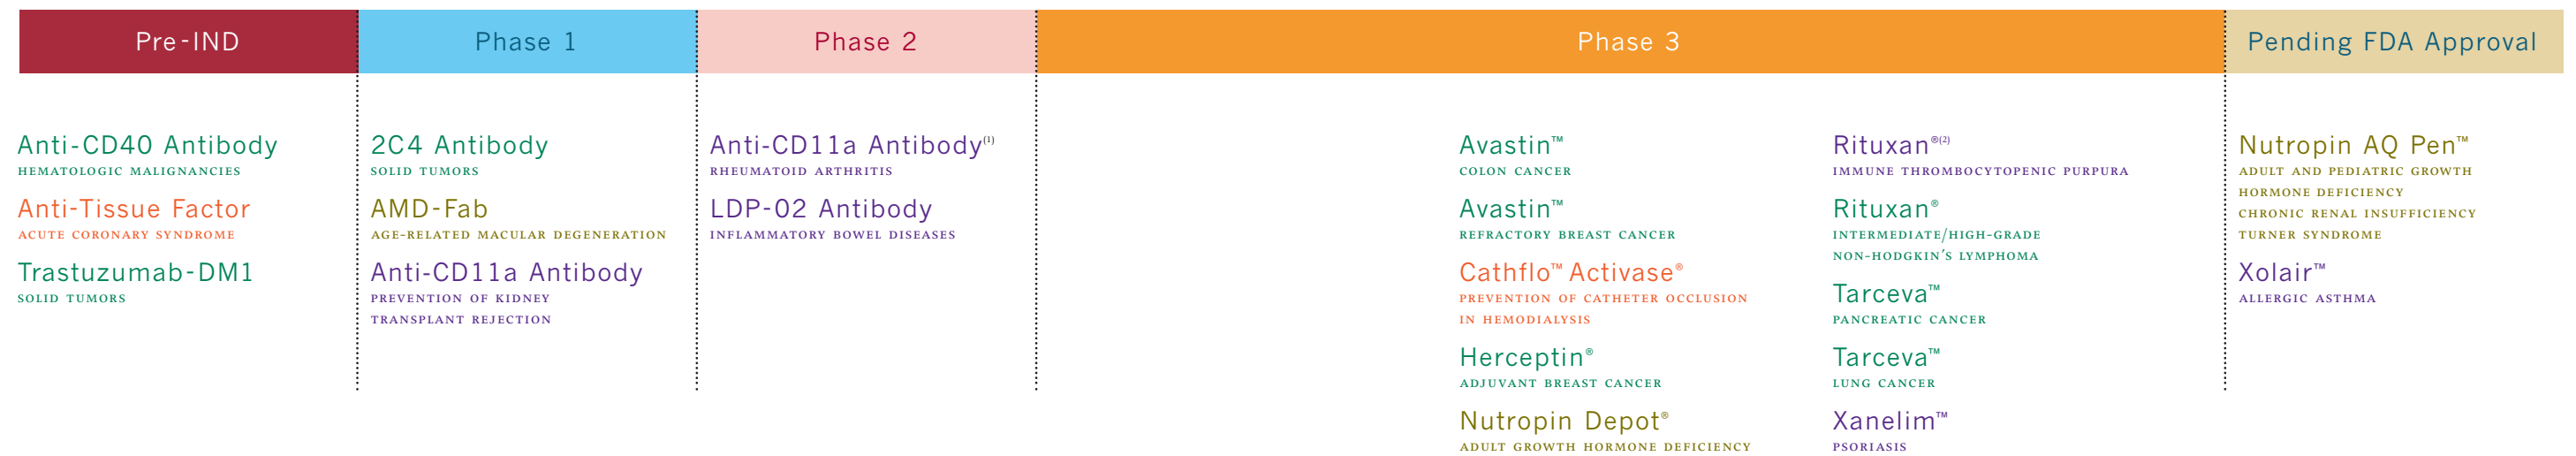 Pre-IND
Phase 1
Phase 2
Phase 3
Pending FDA Approval
Anti-CD40 Antibody
HEMATOLOGIC MALIGNANCIES
Anti-Tissue Factor
ACUTE CORONARY SYNDROME
Trastuzumab-DM1
SOLID TUMORS
2C4 Antibody
SOLID TUMORS
AMD-Fab
AGE-RELATED MACULAR DEGENERATION
Anti-CD11a Antibody
PREVENTION OF KIDNEY
TRANSPLANT REJECTION
Anti-CD11a Antibody(1)
RHEUMATOID ARTHRITIS
LDP-02 Antibody
INFLAMMATORY BOWEL DISEASES
Avastin™
COLON CANCER
Avastin™
REFRACTORY BREAST CANCER
Cathflo™ Activase®
PREVENTION OF CATHETER OCCLUSION
IN HEMODIALYSIS
Herceptin®
ADJUVANT BREAST CANCER
Nutropin Depot®
ADULT GROWTH HORMONE DEFICIENCY
Rituxan®(2)
IMMUNE THROMBOCYTOPENIC PURPURA
Rituxan®
INTERMEDIATE/HIGH-GRADE
NON-HODGKIN'S LYMPHOMA
Tarceva™
PANCREATIC CANCER
Tarceva™
LUNG CANCER
Xanelim™
PSORIASIS
Nutropin AQ Pen™
ADULT AND PEDIATRIC GROWTH
HORMONE DEFICIENCY
CHRONIC RENAL INSUFFICIENCY
TURNER SYNDROME
Xolair™
ALLERGIC ASTHMA